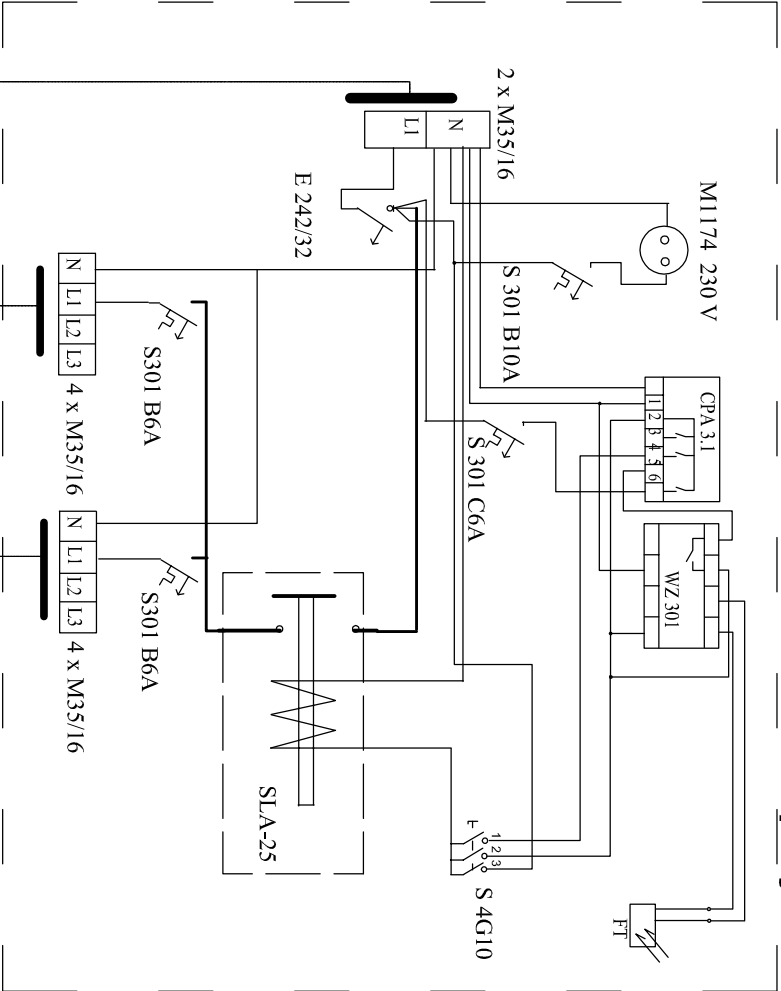 M1174 230 V
2 x M35/16
N
L1
E 242/32
S 301 B10A
S 301 C6A
CPA 3.1
1
2
3
4
5
6
WZ 301
N
L1
L2
L3
4 x M35/16
S301 B6A
N
L1
L2
L3
4 x M35/16
S301 B6A
SLA-25
1
2
3
S 4G10
FT